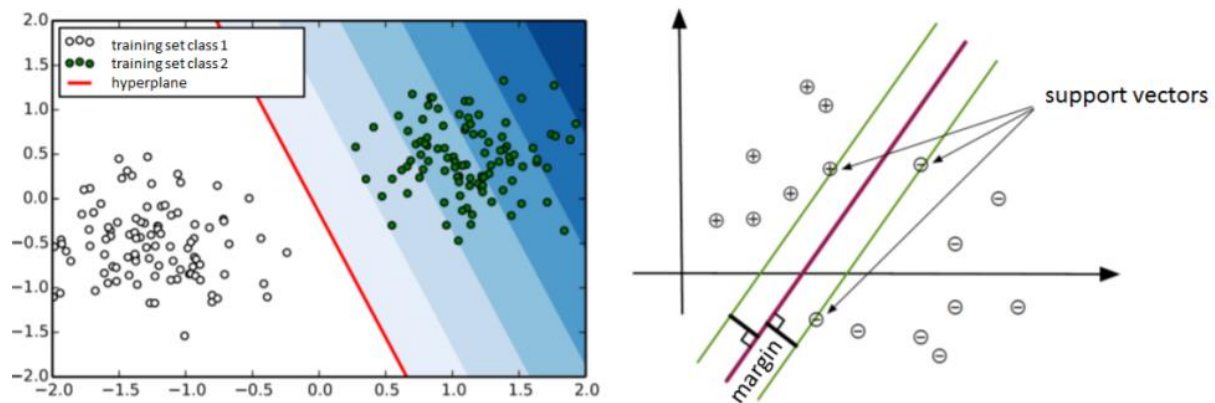 2.0
1.5
1.0
0.5
0.0
−0.5
−1.0
−1.5
−2.0
−2.0 −1.5 −1.0 −0.5 0.0 0.5 1.0 1.5 2.0
training set class 1
training set class 2
hyperplane
support vectors
margin